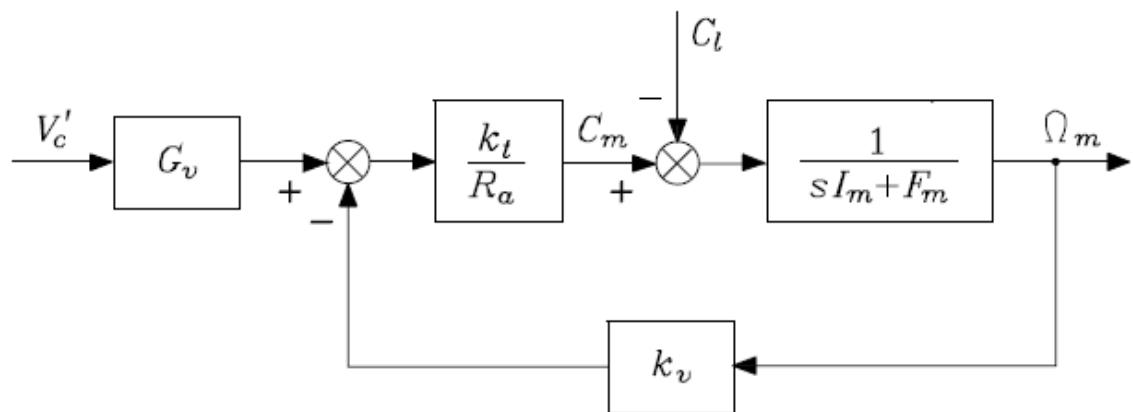 C_l
−
V_c'
G_v
+
−
k_t
R_a
C_m
+
1
sI_m+F_m
Ω_m
k_v